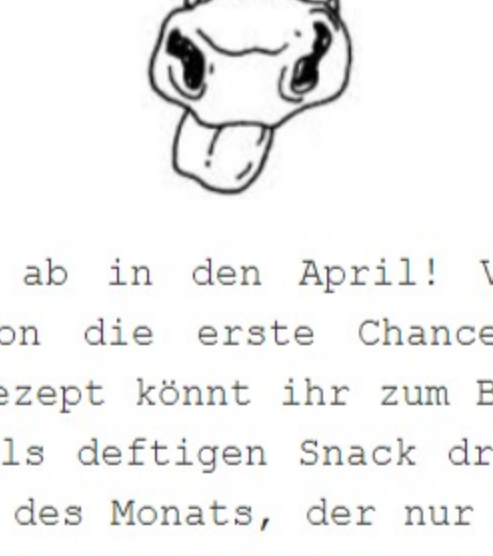 ab in den April! V
on die erste Chance
ezept könnt ihr zum B
ls deftigen Snack dr
des Monats, der nur